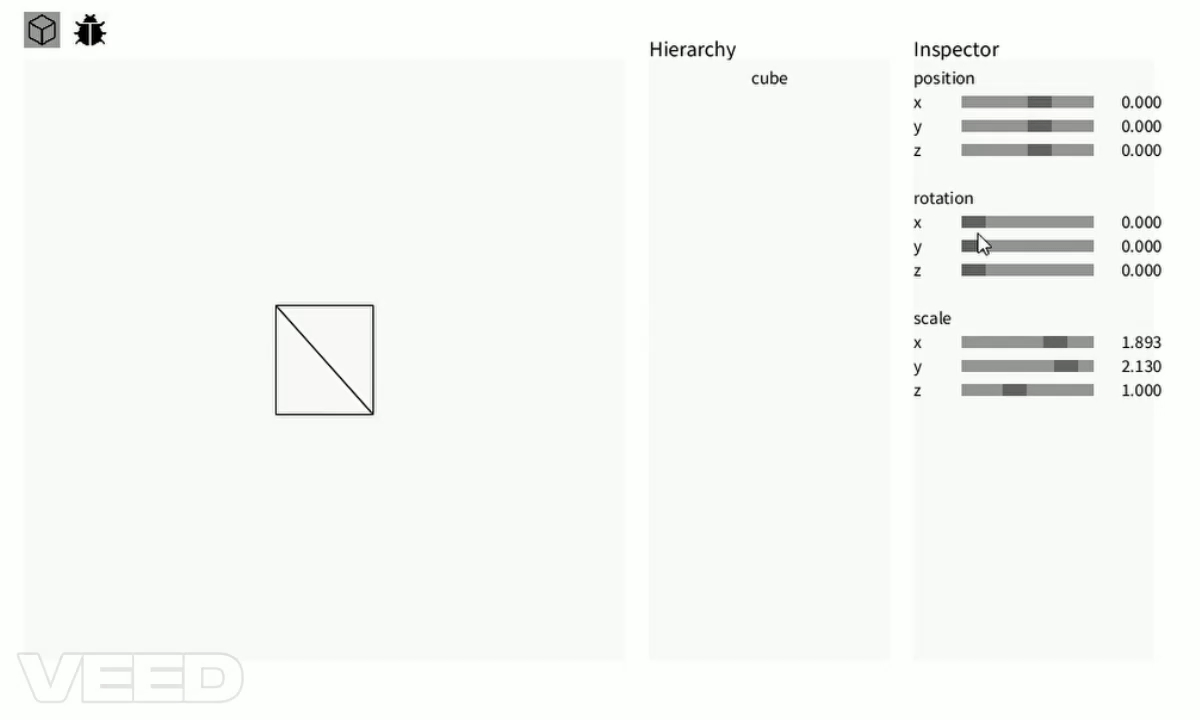 Hierarchy
cube
Inspector
position
x 0.000
y 0.000
z 0.000
rotation
x 0.000
y 0.000
z 0.000
scale
x 1.893
y 2.130
z 1.000
VEED